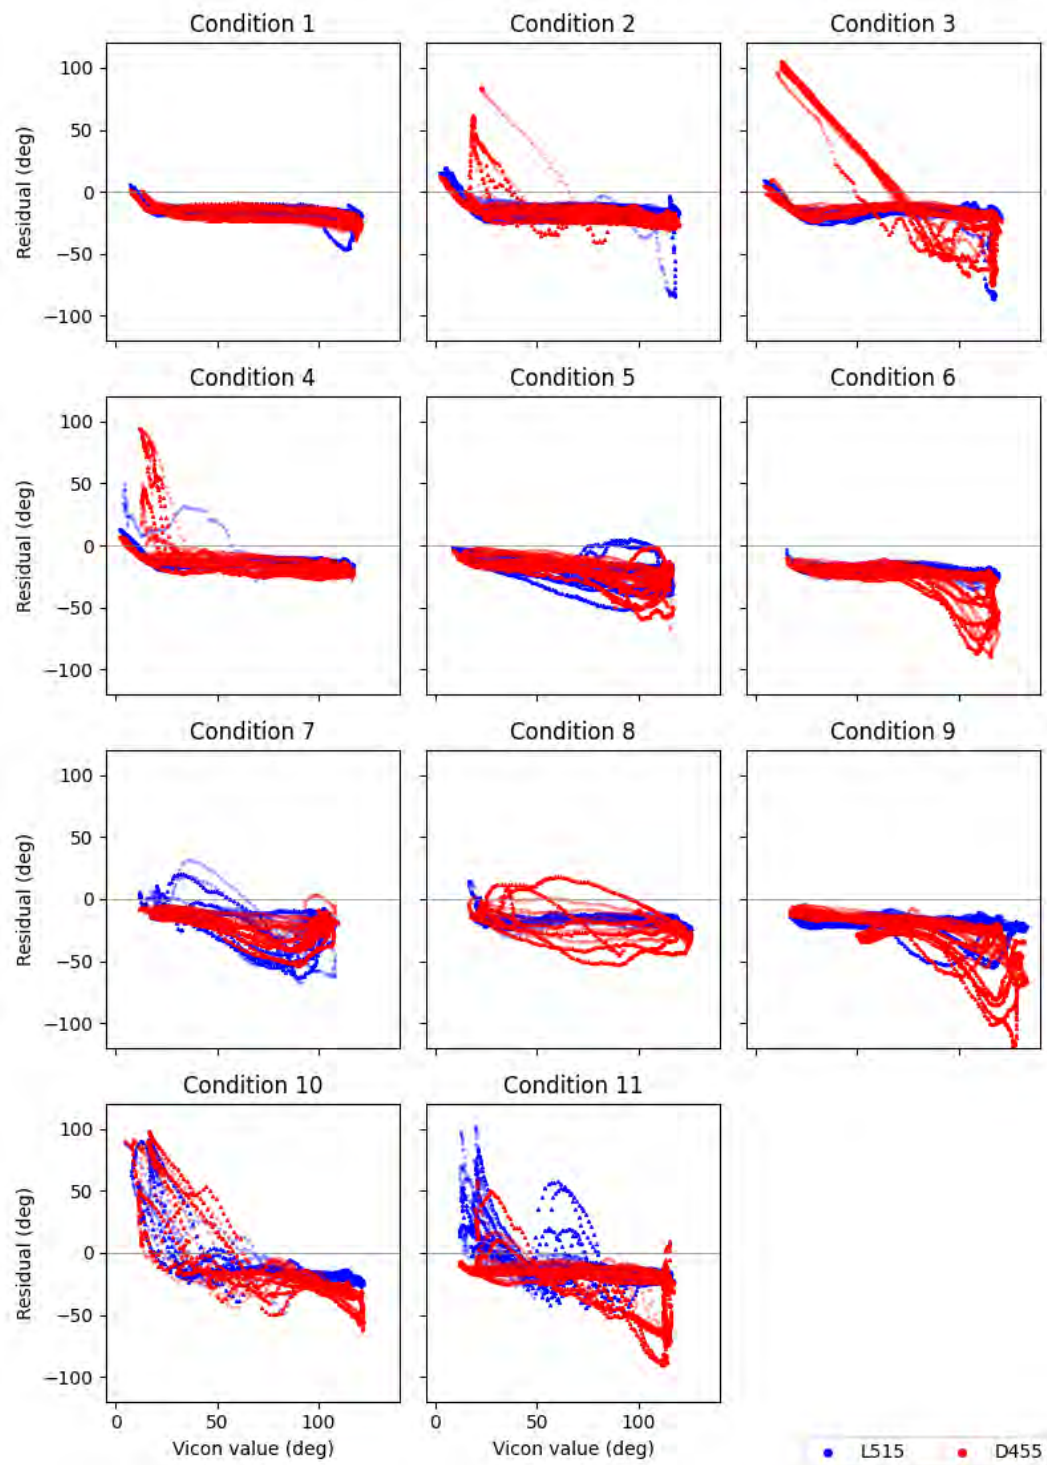 Condition 1 Condition 2 Condition 3
100
50
0
−50
−100
Residual (deg)
Condition 4 Condition 5 Condition 6
100
50
0
−50
−100
Residual (deg)
Condition 7 Condition 8 Condition 9
100
50
0
−50
−100
Residual (deg)
Condition 10 Condition 11
100
50
0
−50
−100
Residual (deg)
0 50 100 0 50 100
Vicon value (deg) Vicon value (deg)
L515 D455